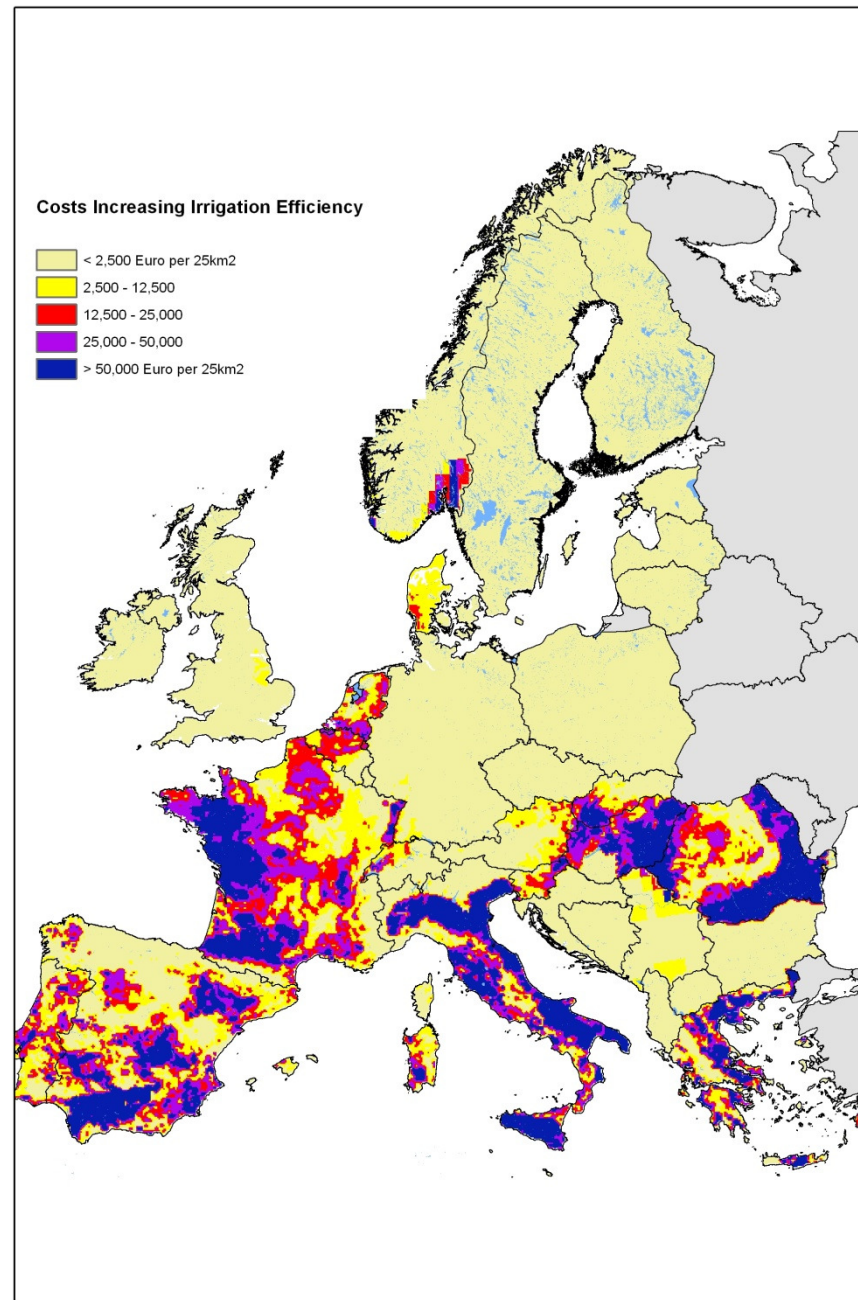 Costs Increasing Irrigation Efficiency
< 2,500 Euro per 25km2
2,500 - 12,500
12,500 - 25,000
25,000 - 50,000
> 50,000 Euro per 25km2